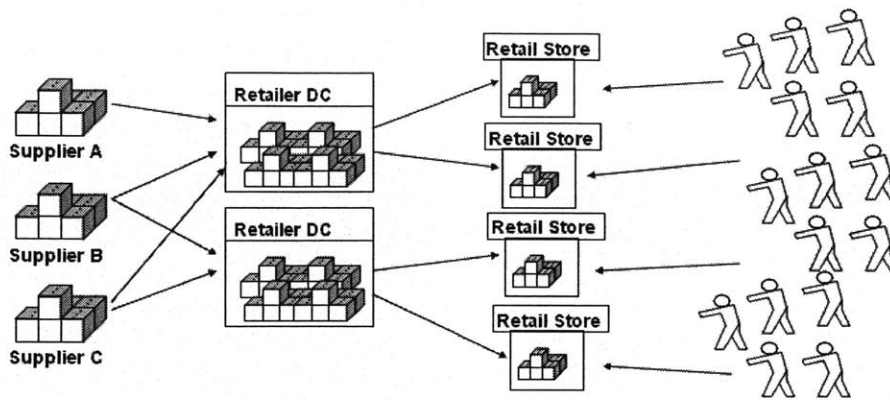 Supplier A
Supplier B
Supplier C
Retailer DC
Retailer DC
Retail Store
Retail Store
Retail Store
Retail Store